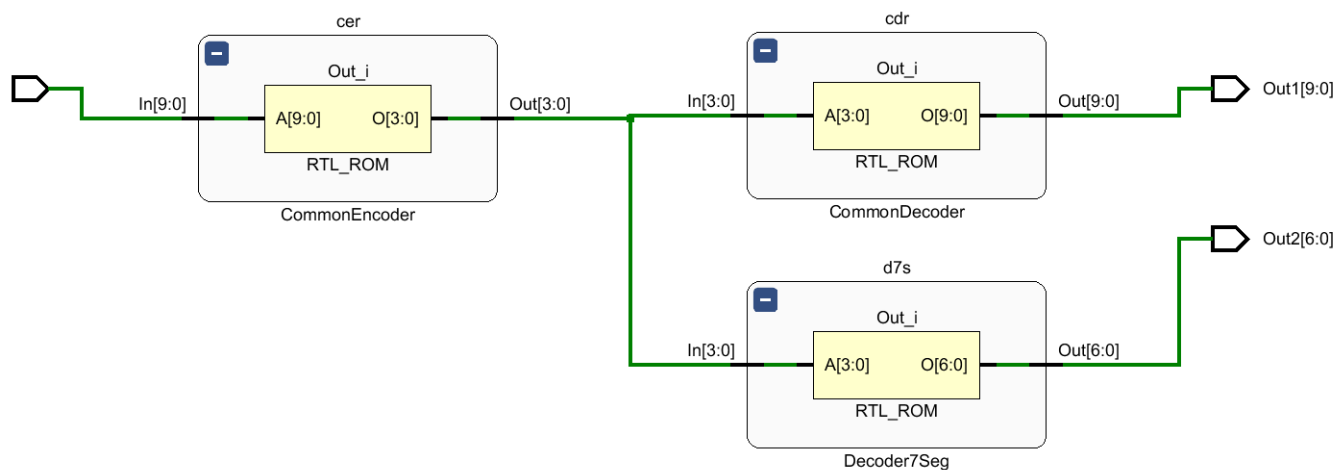 cer
Out_i
In[9:0]
A[9:0]
O[3:0]
Out[3:0]
RTL_ROM
CommonEncoder
cdr
Out_i
In[3:0]
A[3:0]
O[9:0]
Out[9:0]
Out1[9:0]
RTL_ROM
CommonDecoder
d7s
Out_i
In[3:0]
A[3:0]
O[6:0]
Out[6:0]
Out2[6:0]
RTL_ROM
Decoder7Seg